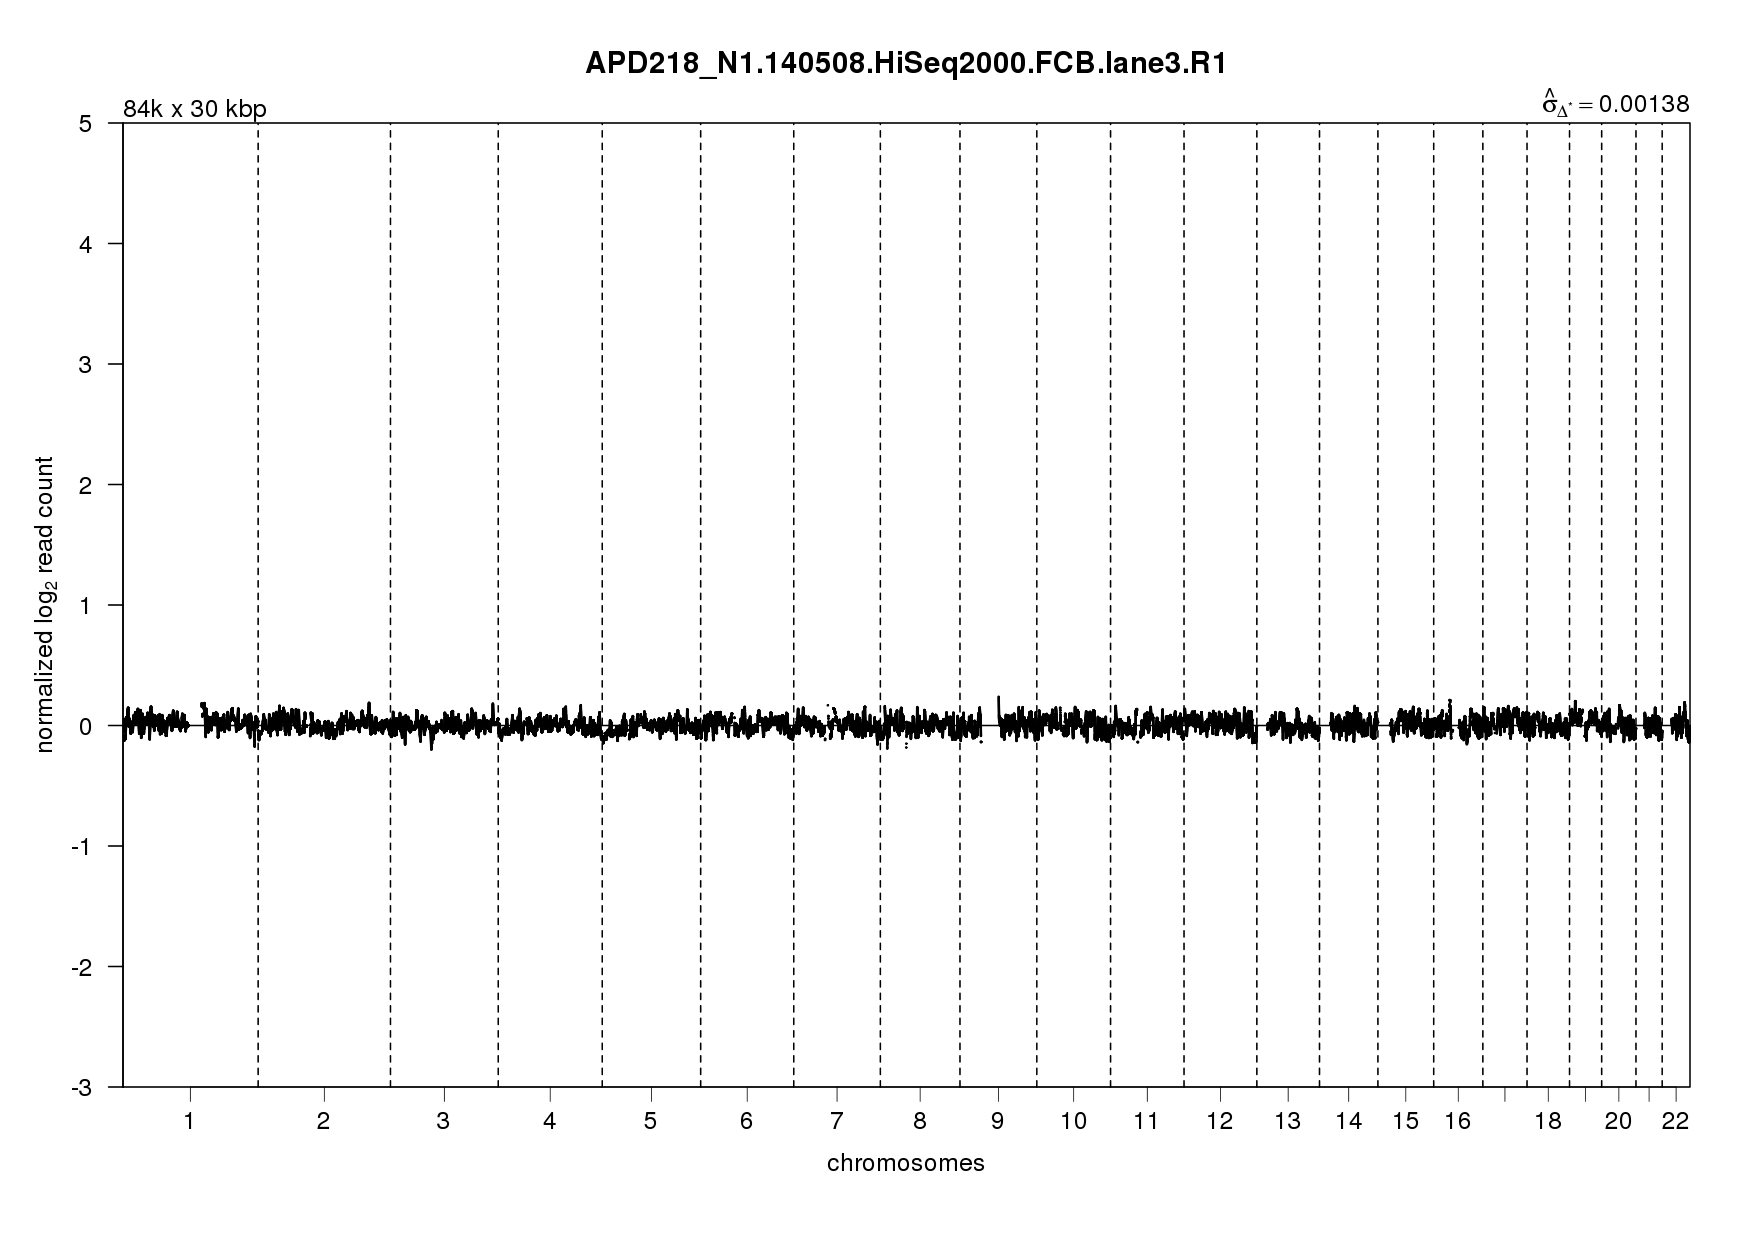 APD218_N1.140508.HiSeq2000.FCB.lane3.R1
84k x 30 kbp
σ̂Δ* = 0.00138
5
4
3
2
1
0
-1
-2
-3
normalized log₂ read count
1 2 3 4 5 6 7 8 9 10 11 12 13 14 15 16 18 20 22
chromosomes